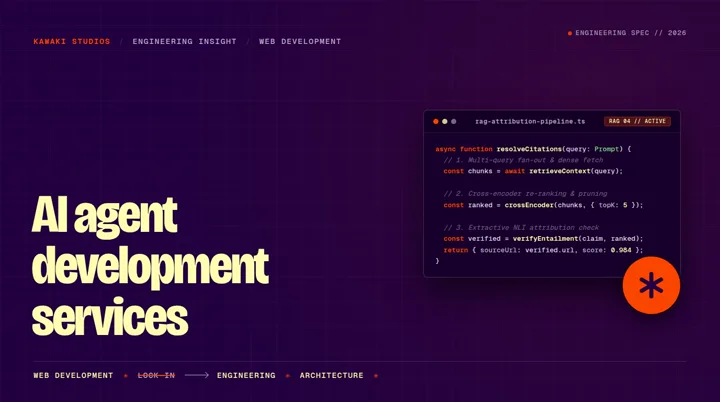 KAWAKI STUDIOS / ENGINEERING INSIGHT / WEB DEVELOPMENT
ENGINEERING SPEC // 2026
rag-attribution-pipeline.ts
RAG 04 // ACTIVE
async function resolveCitations(query: Prompt) {
// 1. Multi-query fan-out & dense fetch
const chunks = await retrieveContext(query);
// 2. Cross-encoder re-ranking & pruning
const ranked = crossEncoder(chunks, { topK: 5 });
// 3. Extractive NLI attribution check
const verified = verifyEntailment(claim, ranked);
return { sourceUrl: verified.url, score: 0.984 };
}
AI agent
development
services
WEB DEVELOPMENT * LOCK-IN → ENGINEERING * ARCHITECTURE *